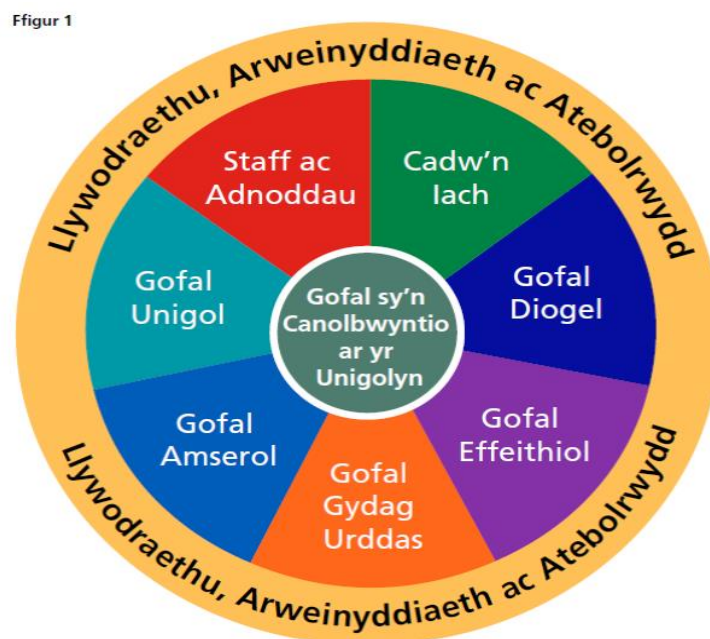 Ffigur 1
Llywodraethu, Arweinyddiaeth ac Atebolrwydd
Staff ac
Adnoddau
Cadw'n
Iach
Gofal
Unigol
Gofal
Diogel
Gofal sy'n
Canolbwyntio
ar yr
Unigolyn
Gofal
Amserol
Gofal
Effeithiol
Gofal
Gydag
Urddas
Llywodraethu, Arweinyddiaeth ac Atebolrwydd